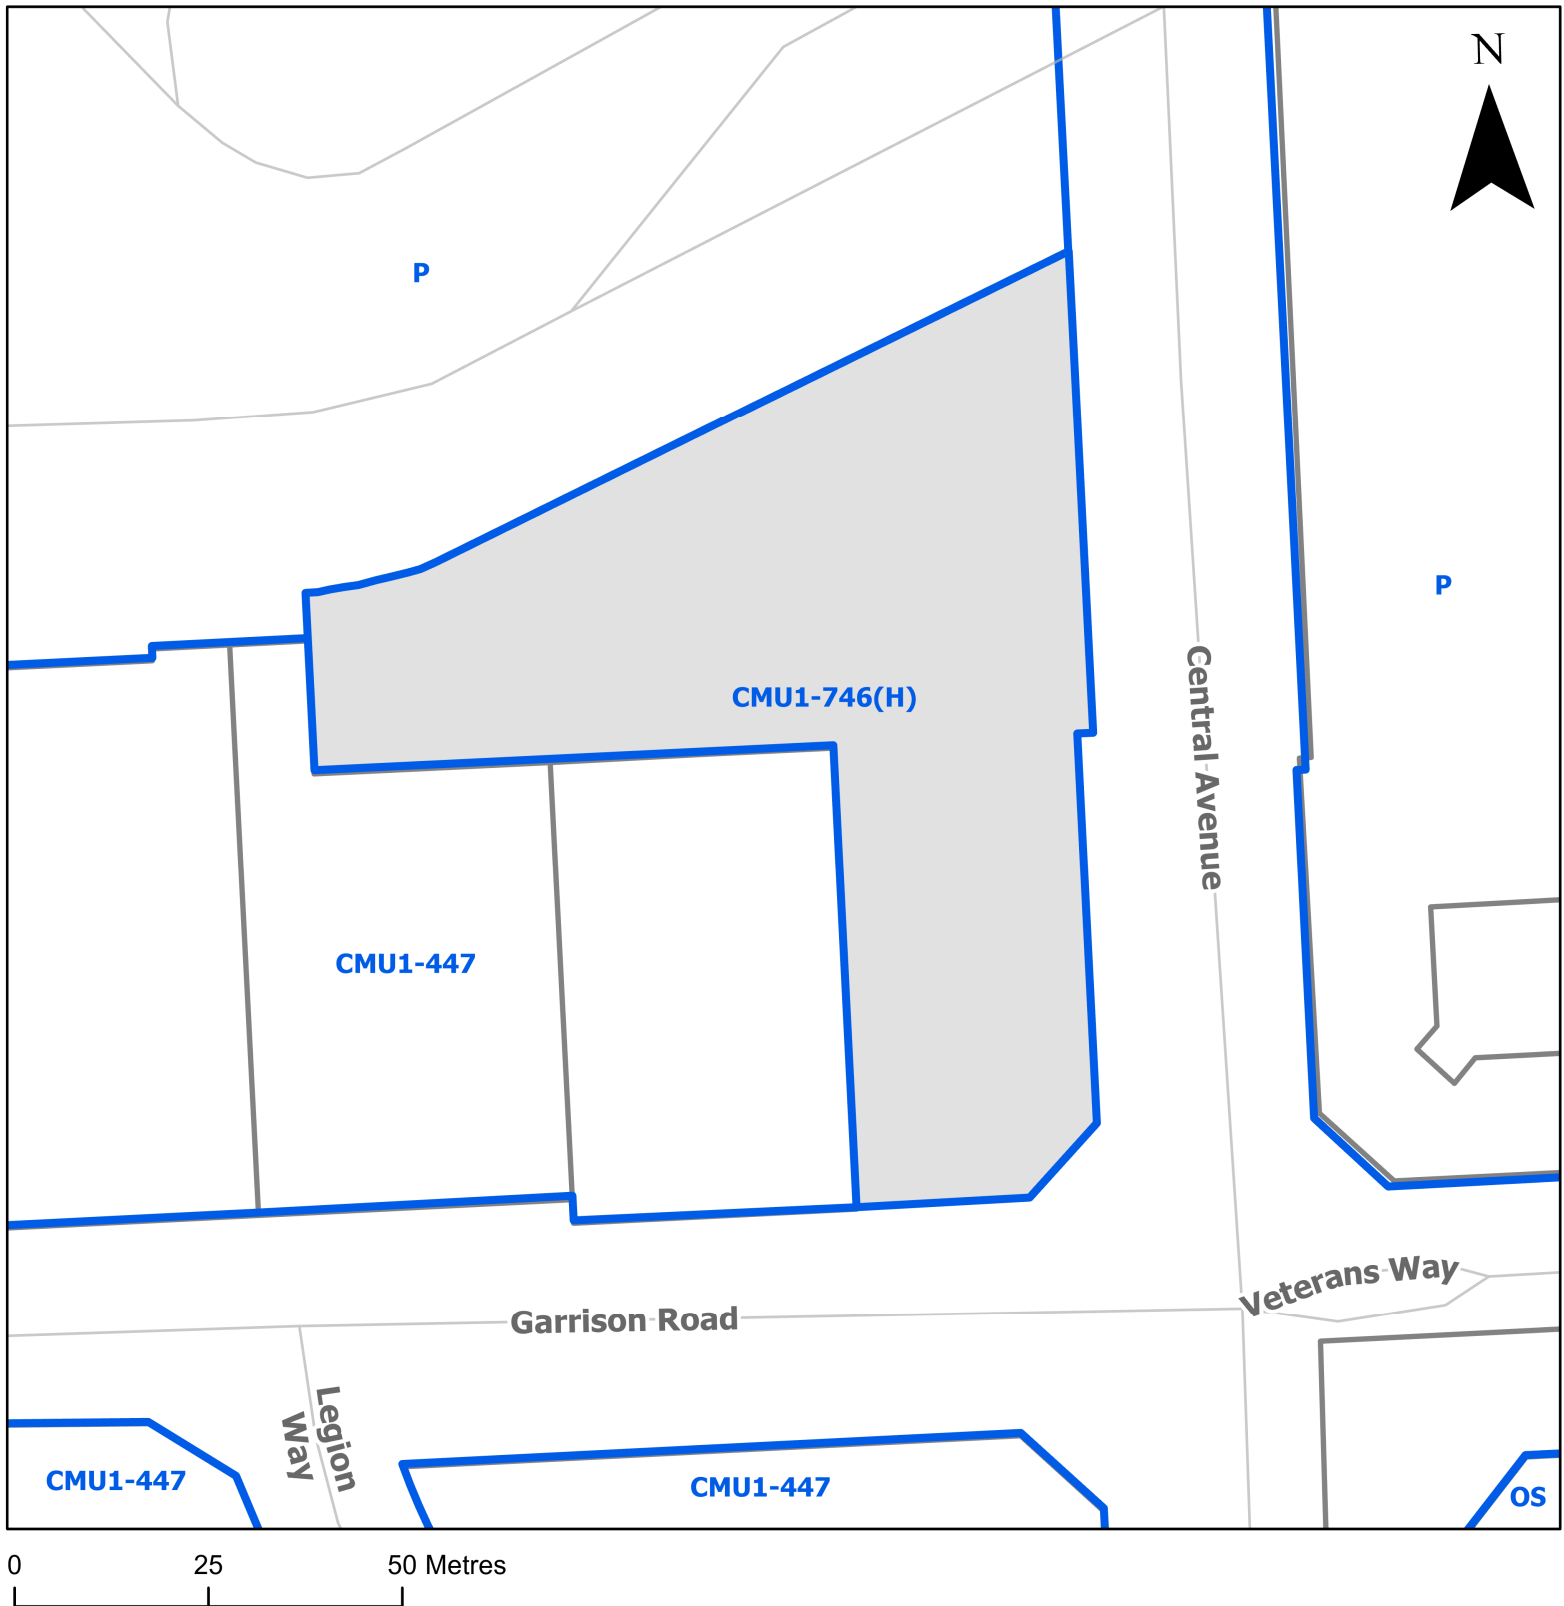 N
P
P
CMU1-746(H)
Central Avenue
CMU1-447
Veterans Way
Garrison Road
Legion
Way
CMU1-447
CMU1-447
OS
0 25 50 Metres